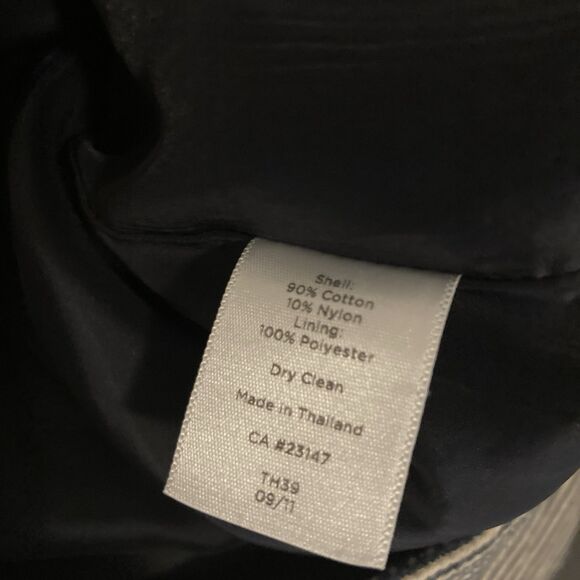 Shell:
90% Cotton
10% Nylon
Lining:
100% Polyester
Dry Clean
Made in Thailand
CA #23147
TH39
09/11